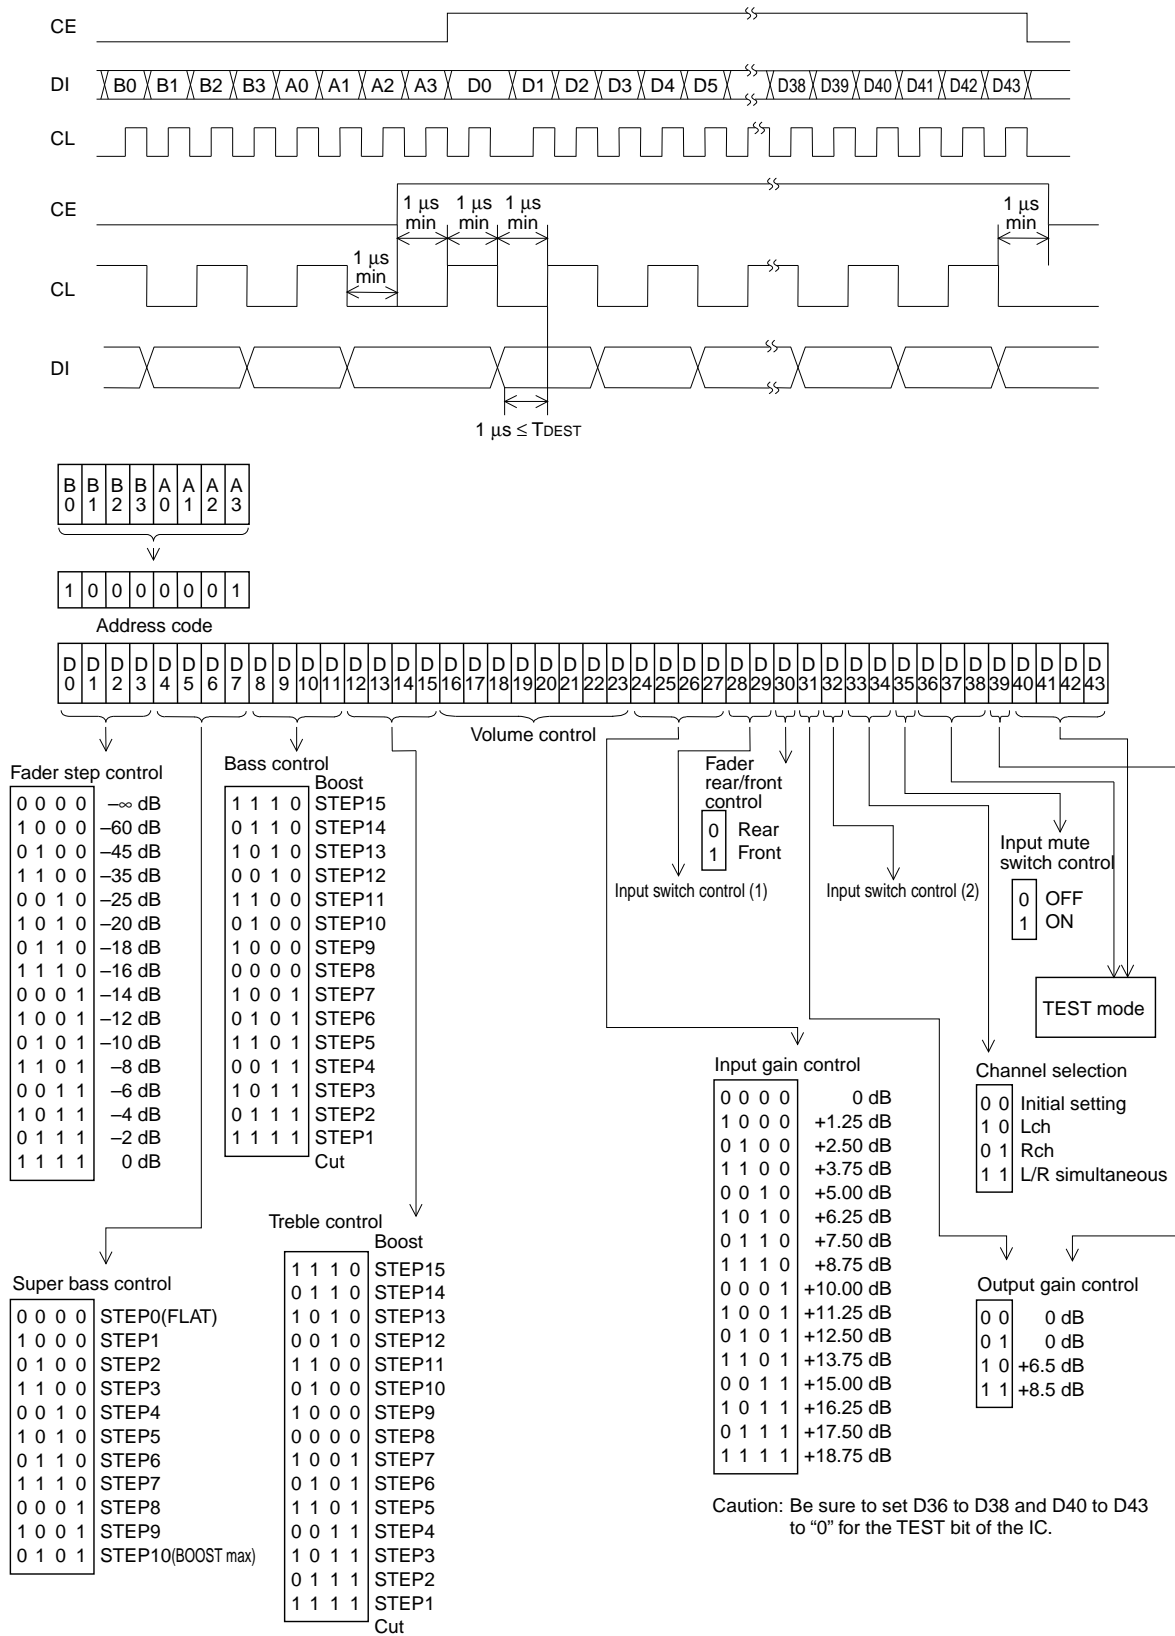 CE
DI B0 B1 B2 B3 A0 A1 A2 A3 D0 D1 D2 D3 D4 D5 D38 D39 D40 D41 D42 D43
CL
CE
1 μs min
1 μs min
1 μs min
1 μs min
1 μs min
CL
DI
1 μs ≤ TDEST
B0 B1 B2 B3 A0 A1 A2 A3
1 0 0 0 0 0 0 1
Address code
D0 D1 D2 D3 D4 D5 D6 D7 D8 D9 D10 D11 D12 D13 D14 D15 D16 D17 D18 D19 D20 D21 D22 D23 D24 D25 D26 D27 D28 D29 D30 D31 D32 D33 D34 D35 D36 D37 D38 D39 D40 D41 D42 D43
Volume control
Fader step control
0 0 0 0 –∞ dB
1 0 0 0 –60 dB
0 1 0 0 –45 dB
1 1 0 0 –35 dB
0 0 1 0 –25 dB
1 0 1 0 –20 dB
0 1 1 0 –18 dB
1 1 1 0 –16 dB
0 0 0 1 –14 dB
1 0 0 1 –12 dB
0 1 0 1 –10 dB
1 1 0 1 –8 dB
0 0 1 1 –6 dB
1 0 1 1 –4 dB
0 1 1 1 –2 dB
1 1 1 1 0 dB
Bass control
Boost
1 1 1 0 STEP15
0 1 1 0 STEP14
1 0 1 0 STEP13
0 0 1 0 STEP12
1 1 0 0 STEP11
0 1 0 0 STEP10
1 0 0 0 STEP9
0 0 0 0 STEP8
1 0 0 1 STEP7
0 1 0 1 STEP6
1 1 0 1 STEP5
0 0 1 1 STEP4
1 0 1 1 STEP3
0 1 1 1 STEP2
1 1 1 1 STEP1
Cut
Fader
rear/front
control
0 Rear
1 Front
Input switch control (1)
Input switch control (2)
Input mute
switch control
0 OFF
1 ON
TEST mode
Input gain control
0 0 0 0 0 dB
1 0 0 0 +1.25 dB
0 1 0 0 +2.50 dB
1 1 0 0 +3.75 dB
0 0 1 0 +5.00 dB
1 0 1 0 +6.25 dB
0 1 1 0 +7.50 dB
1 1 1 0 +8.75 dB
0 0 0 1 +10.00 dB
1 0 0 1 +11.25 dB
0 1 0 1 +12.50 dB
1 1 0 1 +13.75 dB
0 0 1 1 +15.00 dB
1 0 1 1 +16.25 dB
0 1 1 1 +17.50 dB
1 1 1 1 +18.75 dB
Channel selection
0 0 Initial setting
1 0 Lch
0 1 Rch
1 1 L/R simultaneous
Output gain control
0 0 0 dB
0 1 0 dB
1 0 +6.5 dB
1 1 +8.5 dB
Super bass control
0 0 0 0 STEP0(FLAT)
1 0 0 0 STEP1
0 1 0 0 STEP2
1 1 0 0 STEP3
0 0 1 0 STEP4
1 0 1 0 STEP5
0 1 1 0 STEP6
1 1 1 0 STEP7
0 0 0 1 STEP8
1 0 0 1 STEP9
0 1 0 1 STEP10(BOOST max)
Treble control
Boost
1 1 1 0 STEP15
0 1 1 0 STEP14
1 0 1 0 STEP13
0 0 1 0 STEP12
1 1 0 0 STEP11
0 1 0 0 STEP10
1 0 0 0 STEP9
0 0 0 0 STEP8
1 0 0 1 STEP7
0 1 0 1 STEP6
1 1 0 1 STEP5
0 0 1 1 STEP4
1 0 1 1 STEP3
0 1 1 1 STEP2
1 1 1 1 STEP1
Cut
Caution: Be sure to set D36 to D38 and D40 to D43
to “0” for the TEST bit of the IC.